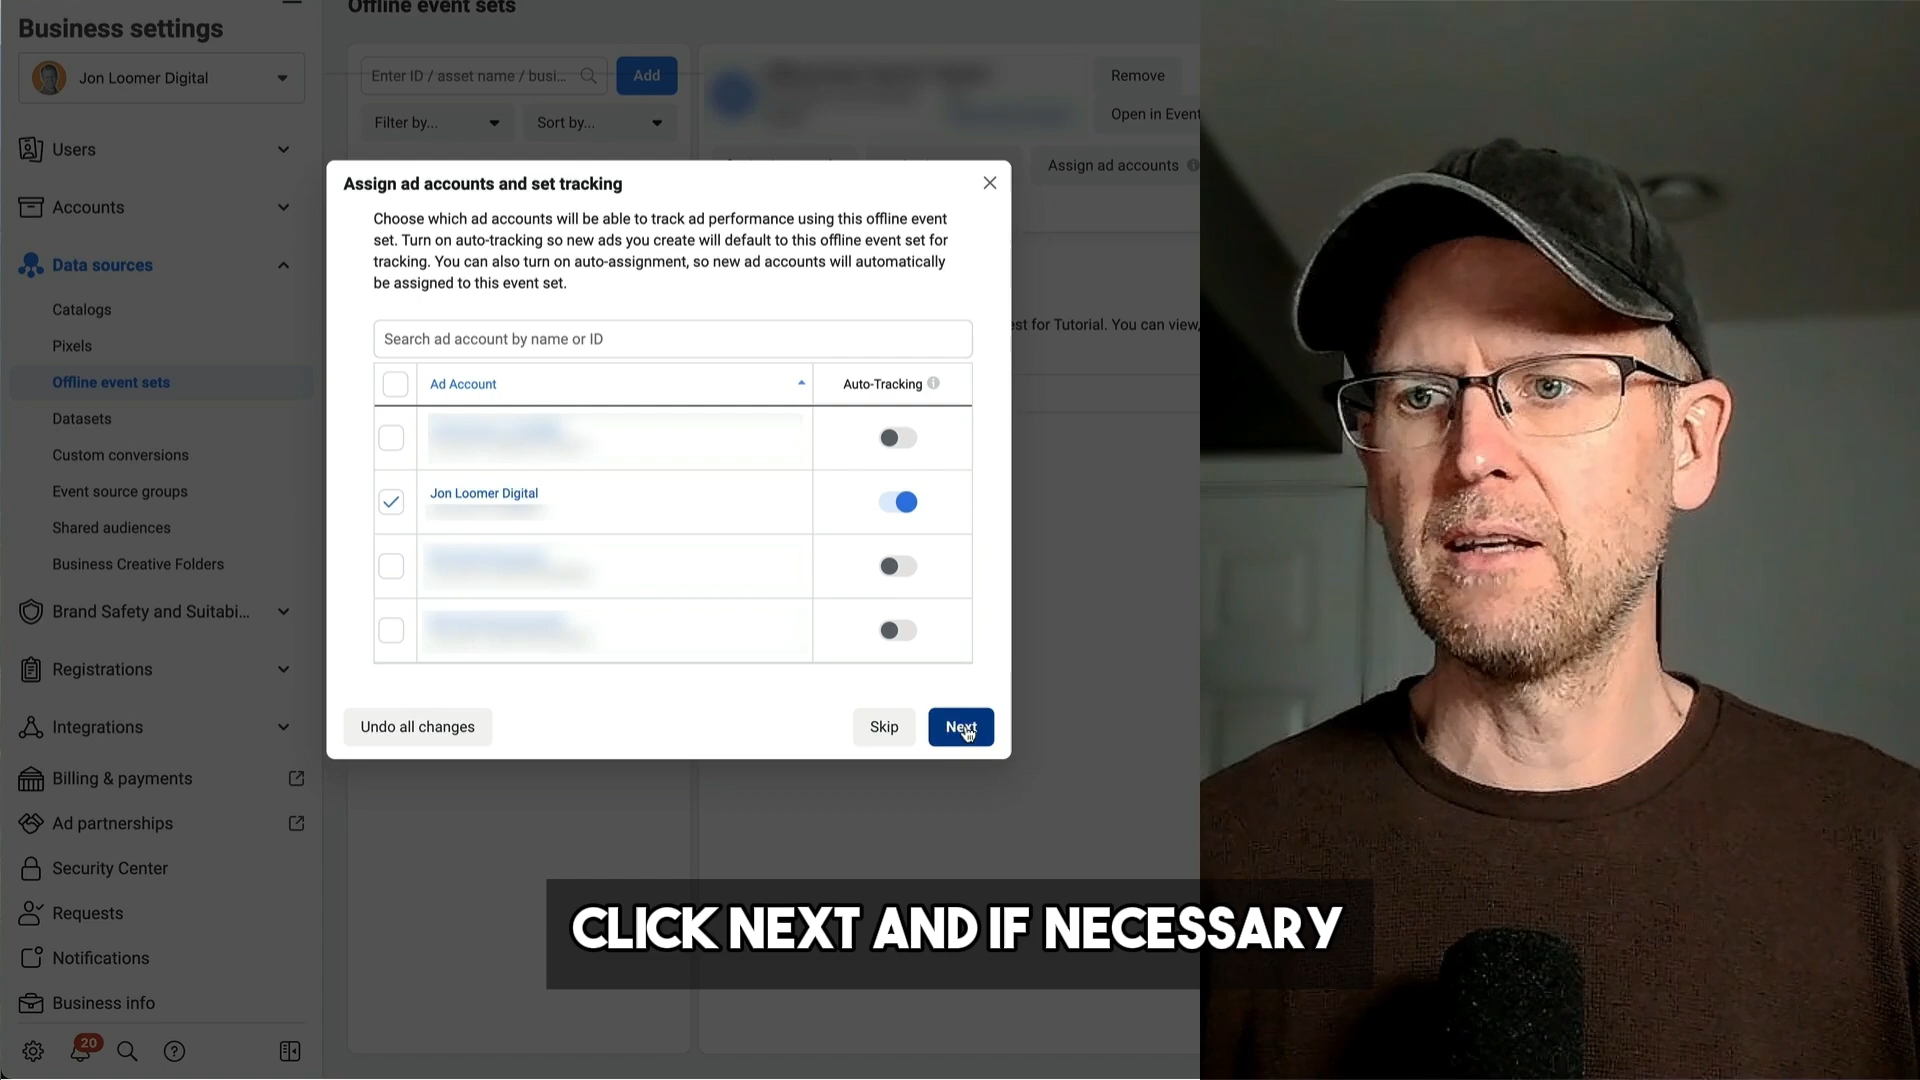 Business settings
Jon Loomer Digital
Users
Accounts
Data sources
Catalogs
Pixels
Offline event sets
Datasets
Custom conversions
Event source groups
Shared audiences
Business Creative Folders
Brand Safety and Suitabi...
Registrations
Integrations
Billing & payments
Ad partnerships
Security Center
Requests
Notifications
Business info
20
Offline event sets
Enter ID / asset name / busi...
Add
Filter by...
Sort by...
Remove
Open in Event
Assign ad accounts
est for Tutorial. You can view,
Assign ad accounts and set tracking
Choose which ad accounts will be able to track ad performance using this offline event
set. Turn on auto-tracking so new ads you create will default to this offline event set for
tracking. You can also turn on auto-assignment, so new ad accounts will automatically
be assigned to this event set.
Search ad account by name or ID
Ad Account
Auto-Tracking
Jon Loomer Digital
Undo all changes
Skip
Next
CLICK NEXT AND IF NECESSARY